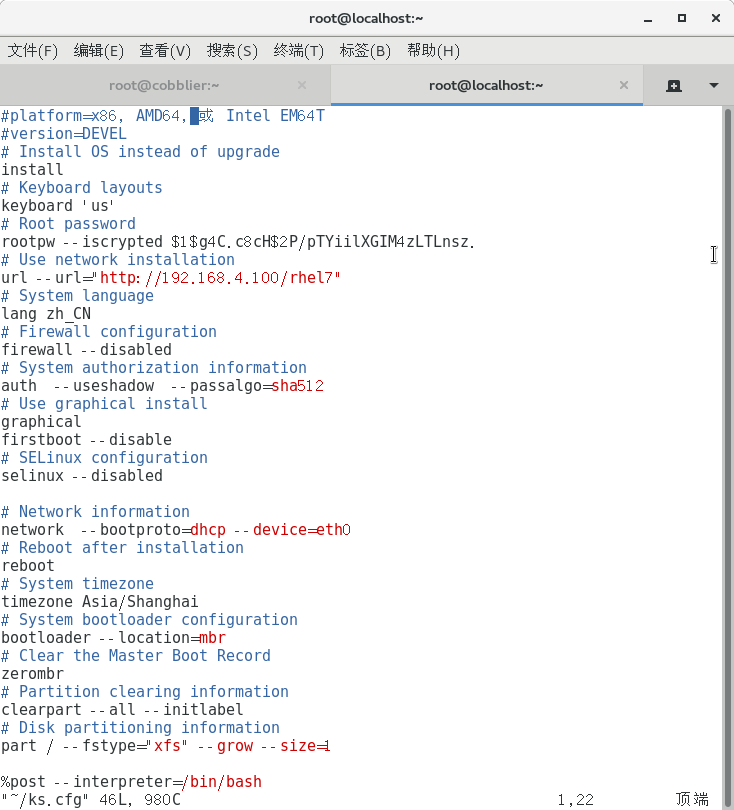 root@localhost:~
文件(F) 编辑(E) 查看(V) 搜索(S) 终端(T) 标签(B) 帮助(H)
root@cobblier:~ × root@localhost:~ ×
#platform=x86, AMD64, 或 Intel EM64T
#version=DEVEL
# Install OS instead of upgrade
install
# Keyboard layouts
keyboard 'us'
# Root password
rootpw --iscrypted $1$g4C.c8cH$2P/pTYiilXGIM4zLTLnsz.
# Use network installation
url --url="http://192.168.4.100/rhel7"
# System language
lang zh_CN
# Firewall configuration
firewall --disabled
# System authorization information
auth  --useshadow  --passalgo=sha512
# Use graphical install
graphical
firstboot --disable
# SELinux configuration
selinux --disabled

# Network information
network  --bootproto=dhcp --device=eth0
# Reboot after installation
reboot
# System timezone
timezone Asia/Shanghai
# System bootloader configuration
bootloader --location=mbr
# Clear the Master Boot Record
zerombr
# Partition clearing information
clearpart --all --initlabel
# Disk partitioning information
part / --fstype="xfs" --grow --size=1

%post --interpreter=/bin/bash
"~/ks.cfg" 46L, 980C 1,22 顶端